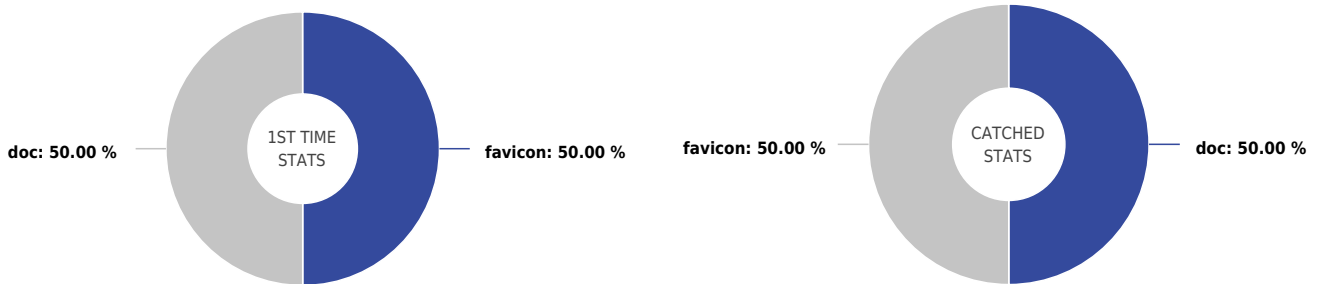 doc: 50.00 %
1ST TIME
STATS
favicon: 50.00 %
favicon: 50.00 %
CATCHED
STATS
doc: 50.00 %